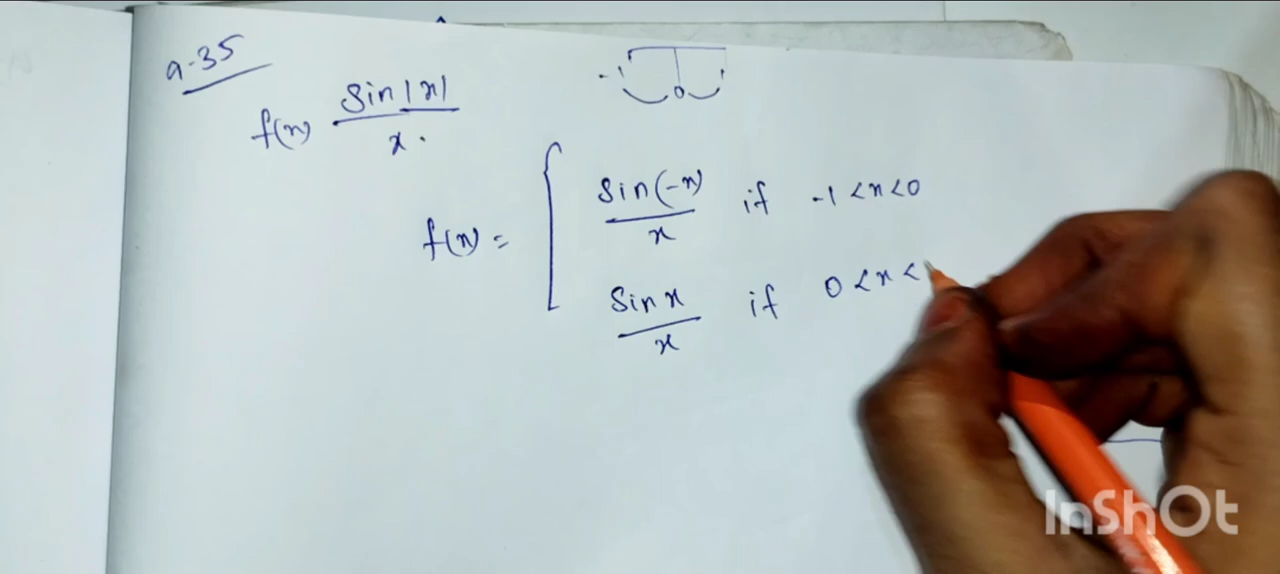 Q.35
f(x) sin|x|/x.
-1 0
f(x) = { sin(-x)/x if -1 < x < 0
sin x/x if 0 < x <
InShOt